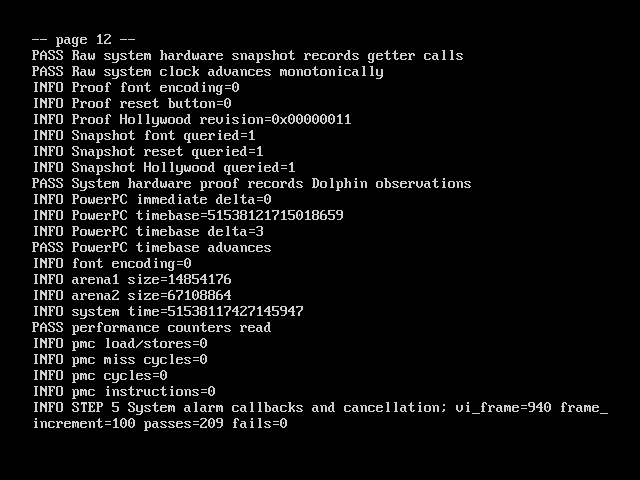 -- page 12 --
PASS Raw system hardware snapshot records getter calls
PASS Raw system clock advances monotonically
INFO Proof font encoding=0
INFO Proof reset button=0
INFO Proof Hollywood revision=0x00000011
INFO Snapshot font queried=1
INFO Snapshot reset queried=1
INFO Snapshot Hollywood queried=1
PASS System hardware proof records Dolphin observations
INFO PowerPC immediate delta=0
INFO PowerPC timebase=51538121715018659
INFO PowerPC timebase delta=3
PASS PowerPC timebase advances
INFO font encoding=0
INFO arena1 size=14854176
INFO arena2 size=67108864
INFO system time=51538117427145947
PASS performance counters read
INFO pmc load/stores=0
INFO pmc miss cycles=0
INFO pmc cycles=0
INFO pmc instructions=0
INFO STEP 5 System alarm callbacks and cancellation; vi_frame=940 frame_
increment=100 passes=209 fails=0